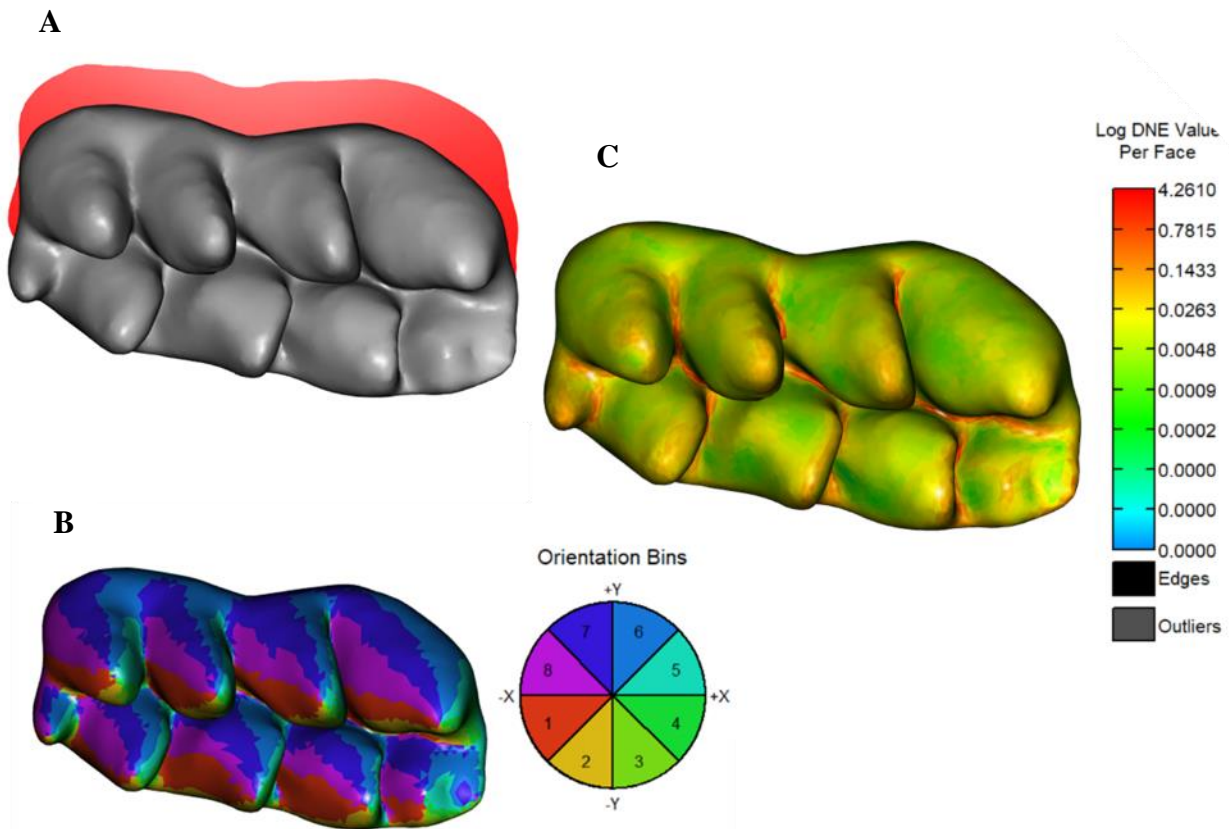 A
C
Log DNE Value
Per Face
4.2610
0.7815
0.1433
0.0263
0.0048
0.0009
0.0002
0.0000
0.0000
0.0000
Edges
Outliers
B
Orientation Bins
+Y
7
6
8
5
-X
+X
1
4
2
3
-Y